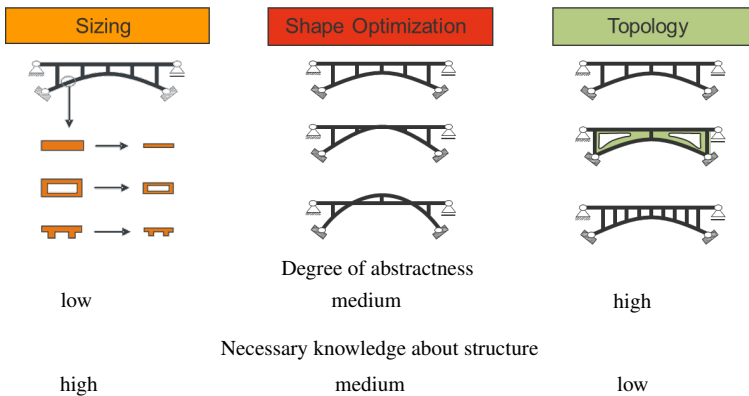 Sizing
Shape Optimization
Topology
Degree of abstractness
low
medium
high
Necessary knowledge about structure
high
medium
low